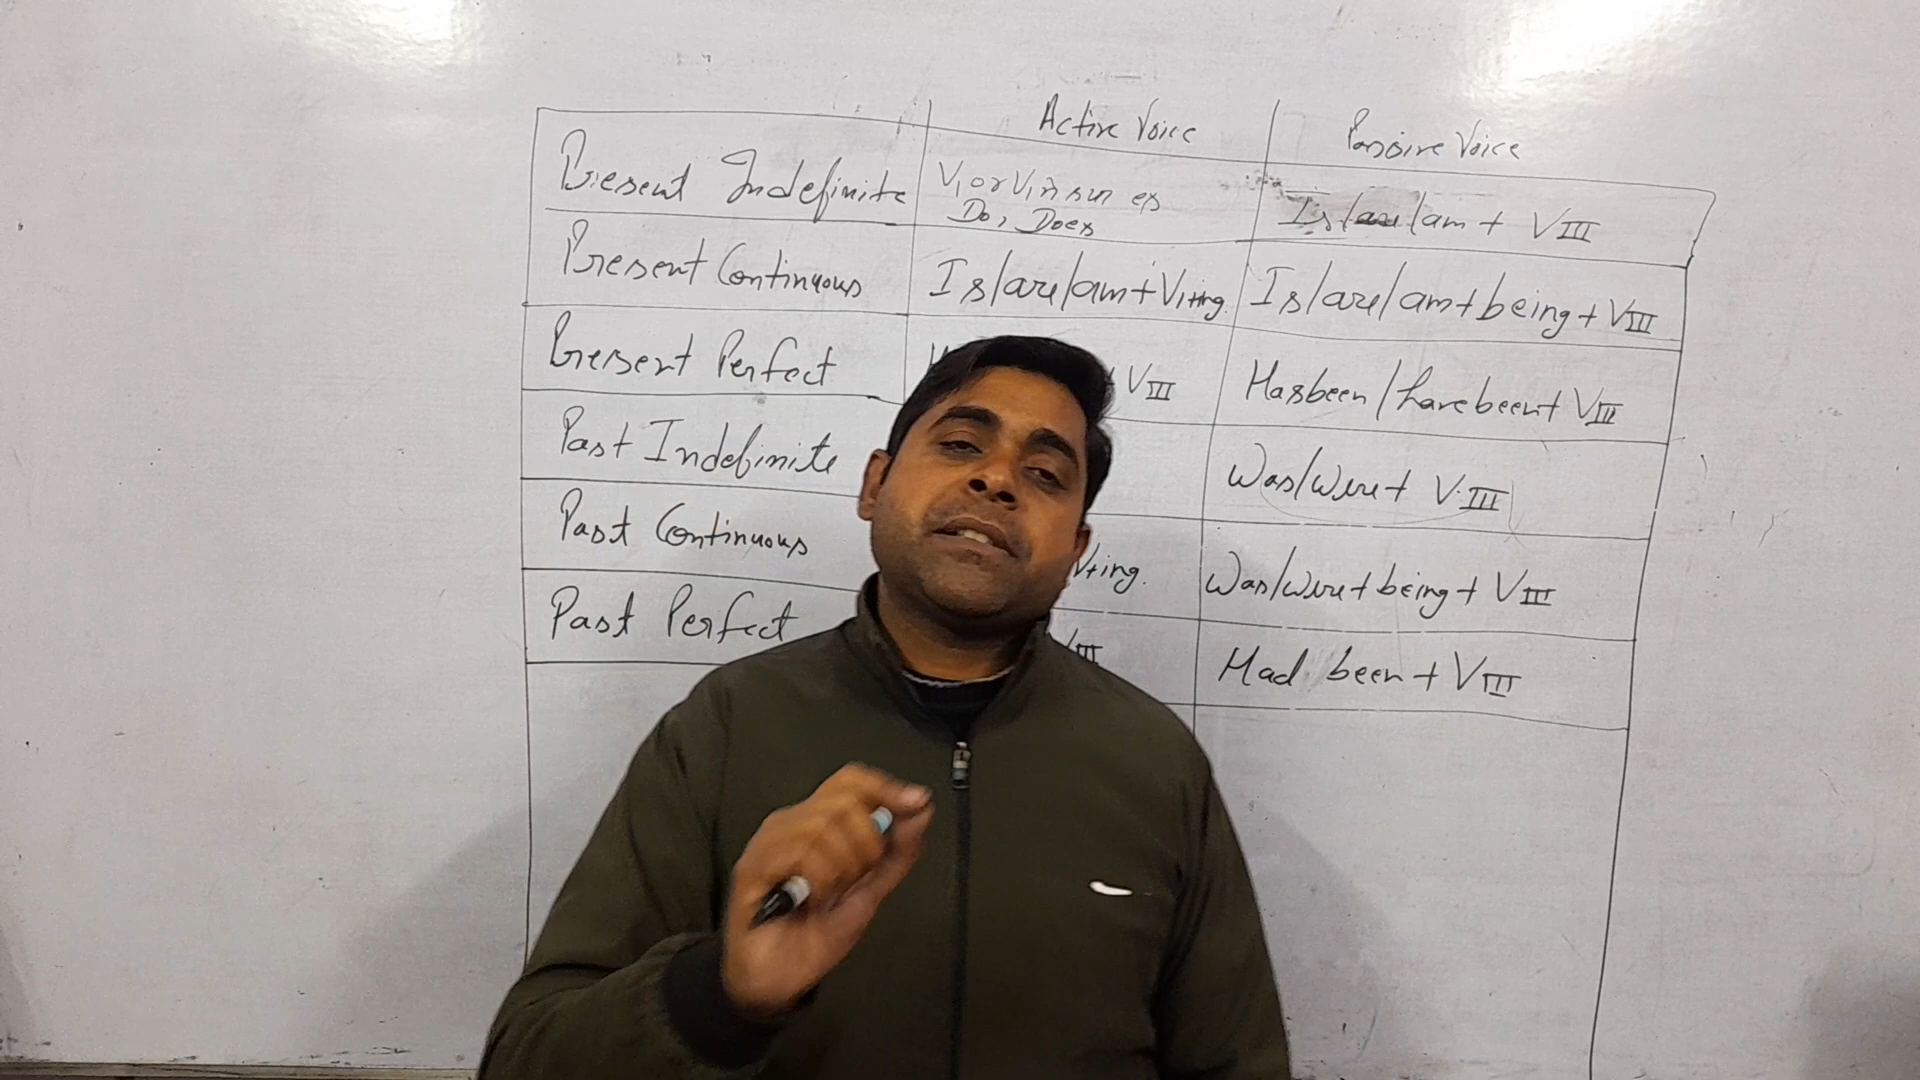 Active Voice Passive Voice
Present Indefinite V1 or V1 in s or es Is/are/am + VIII
Do, Does
Present Continuous Is/are/am + V1+ing Is/are/am + being + VIII
Present Perfect VIII Has been/have been + VIII
Past Indefinite Was/Were + V.III
Past Continuous V+ing. Was/Were + being + VIII
Past Perfect III Had been + VIII